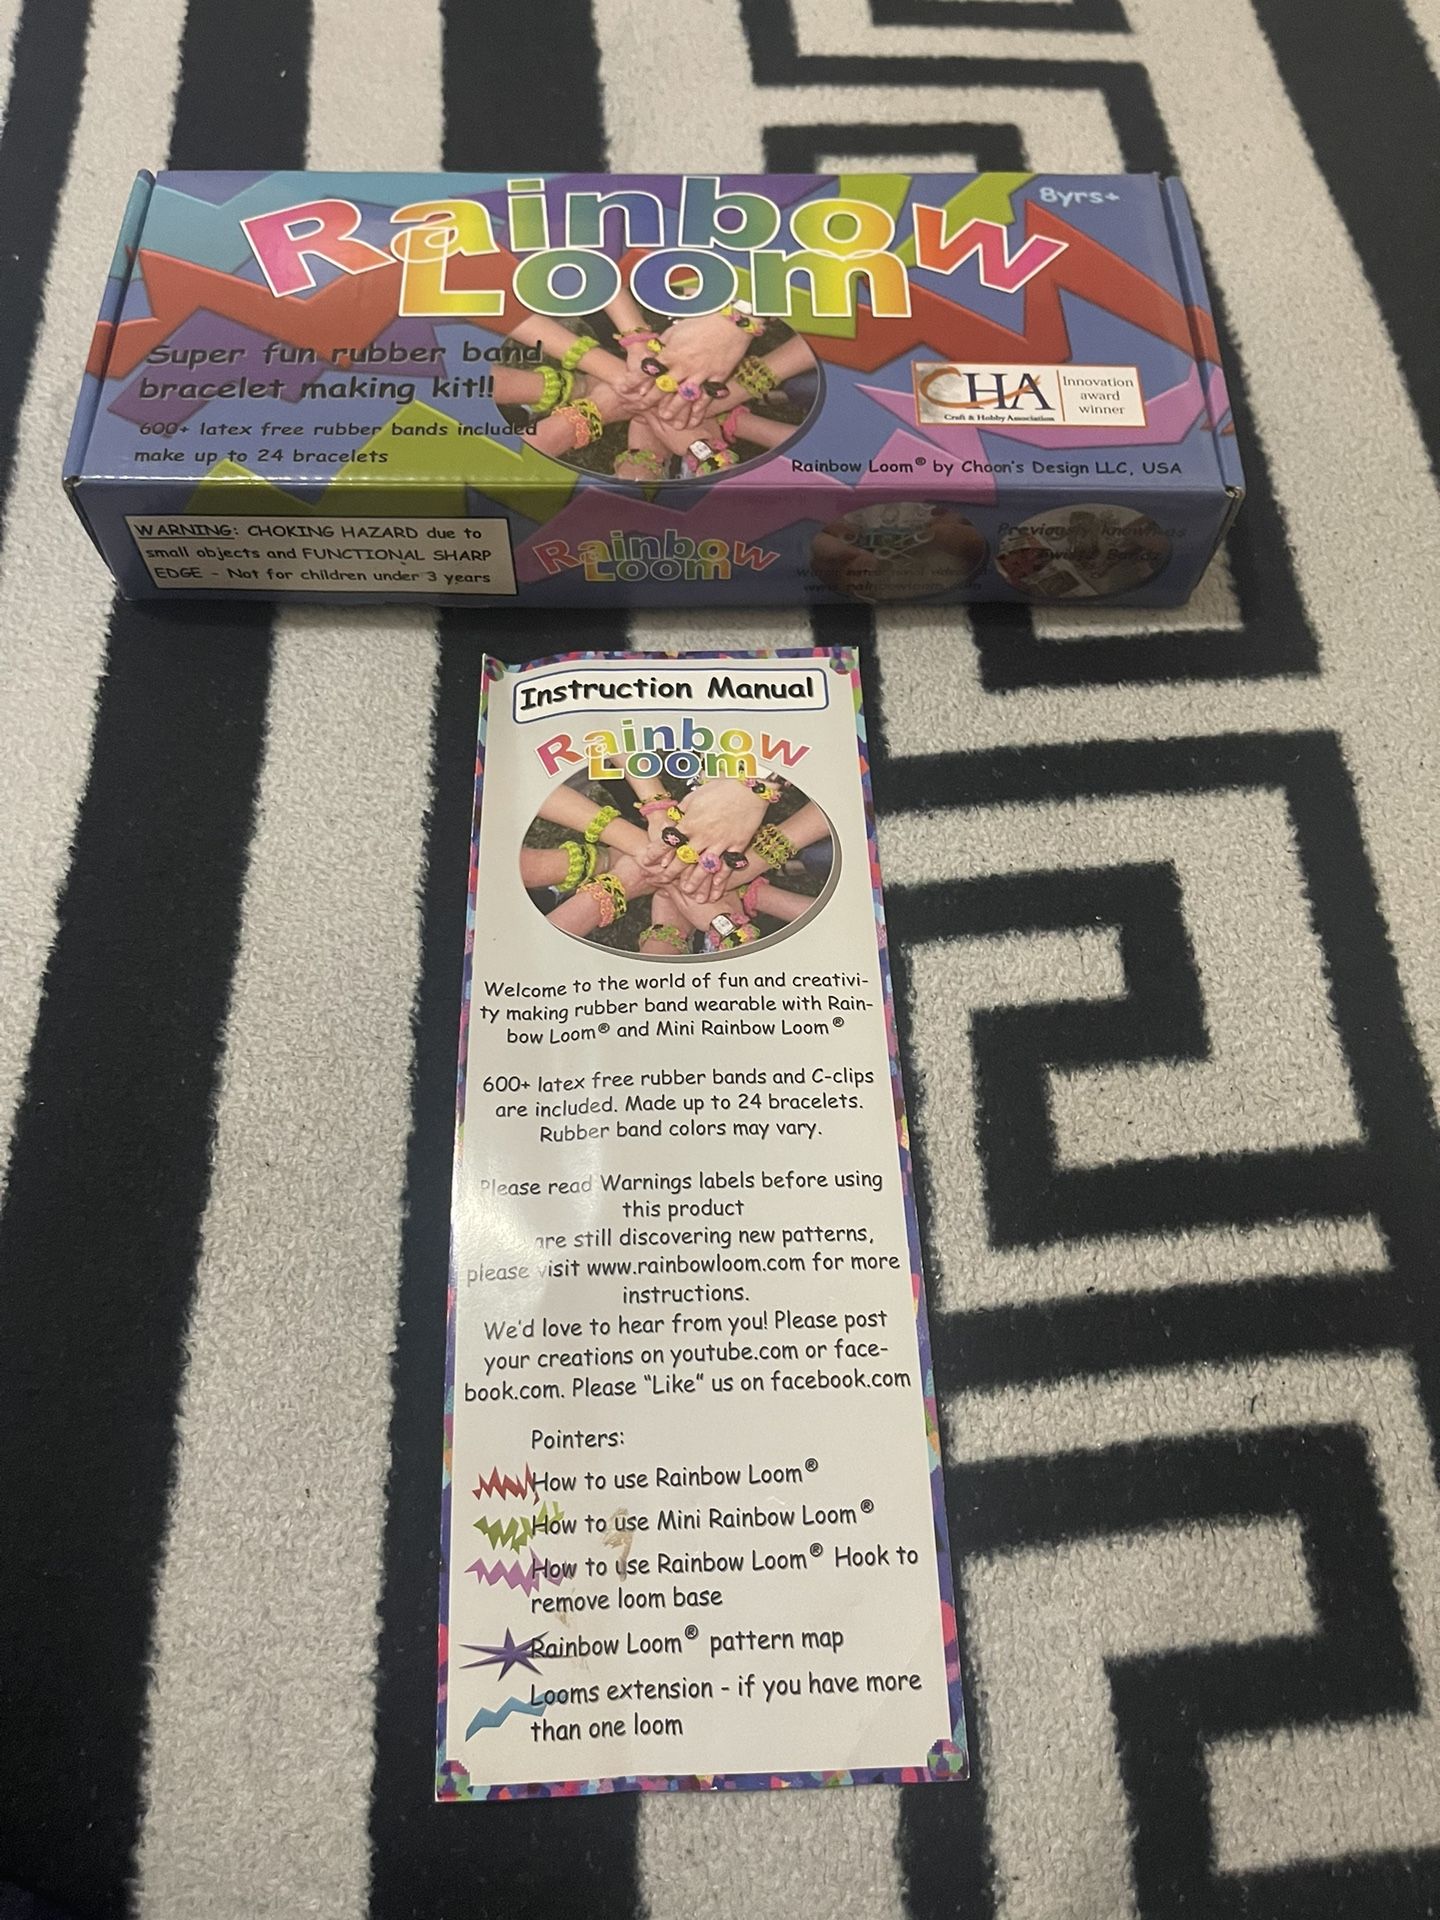 Rainbow
Loom
8yrs+
Super fun rubber band
bracelet making kit!!
600+ latex free rubber bands included
make up to 24 bracelets
CHA
Craft & Hobby Association
Innovation
award
winner
Rainbow Loom® by Choon's Design LLC, USA
WARNING: CHOKING HAZARD due to
small objects and FUNCTIONAL SHARP
EDGE - Not for children under 3 years
Rainbow
Loom
www.rainbowloom.com
Previously known as
Instruction Manual
Rainbow
Loom
Welcome to the world of fun and creativi-
ty making rubber band wearable with Rain-
bow Loom® and Mini Rainbow Loom®
600+ latex free rubber bands and C-clips
are included. Made up to 24 bracelets.
Rubber band colors may vary.
Please read Warnings labels before using
this product
are still discovering new patterns,
please visit www.rainbowloom.com for more
instructions.
We'd love to hear from you! Please post
your creations on youtube.com or face-
book.com. Please "Like" us on facebook.com
Pointers:
How to use Rainbow Loom®
How to use Mini Rainbow Loom®
How to use Rainbow Loom® Hook to
remove loom base
Rainbow Loom® pattern map
Looms extension - if you have more
than one loom